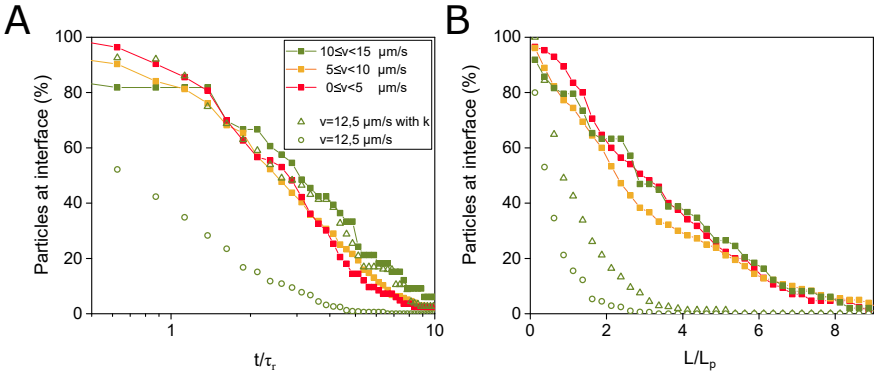 A
Particles at interface (%)
100
80
60
40
20
0
1
10
t/τr
10≤v<15 μm/s
5≤v<10 μm/s
0≤v<5 μm/s
v=12,5 μm/s with k
v=12,5 μm/s
B
Particles at interface (%)
100
80
60
40
20
0
0
2
4
6
8
L/Lp